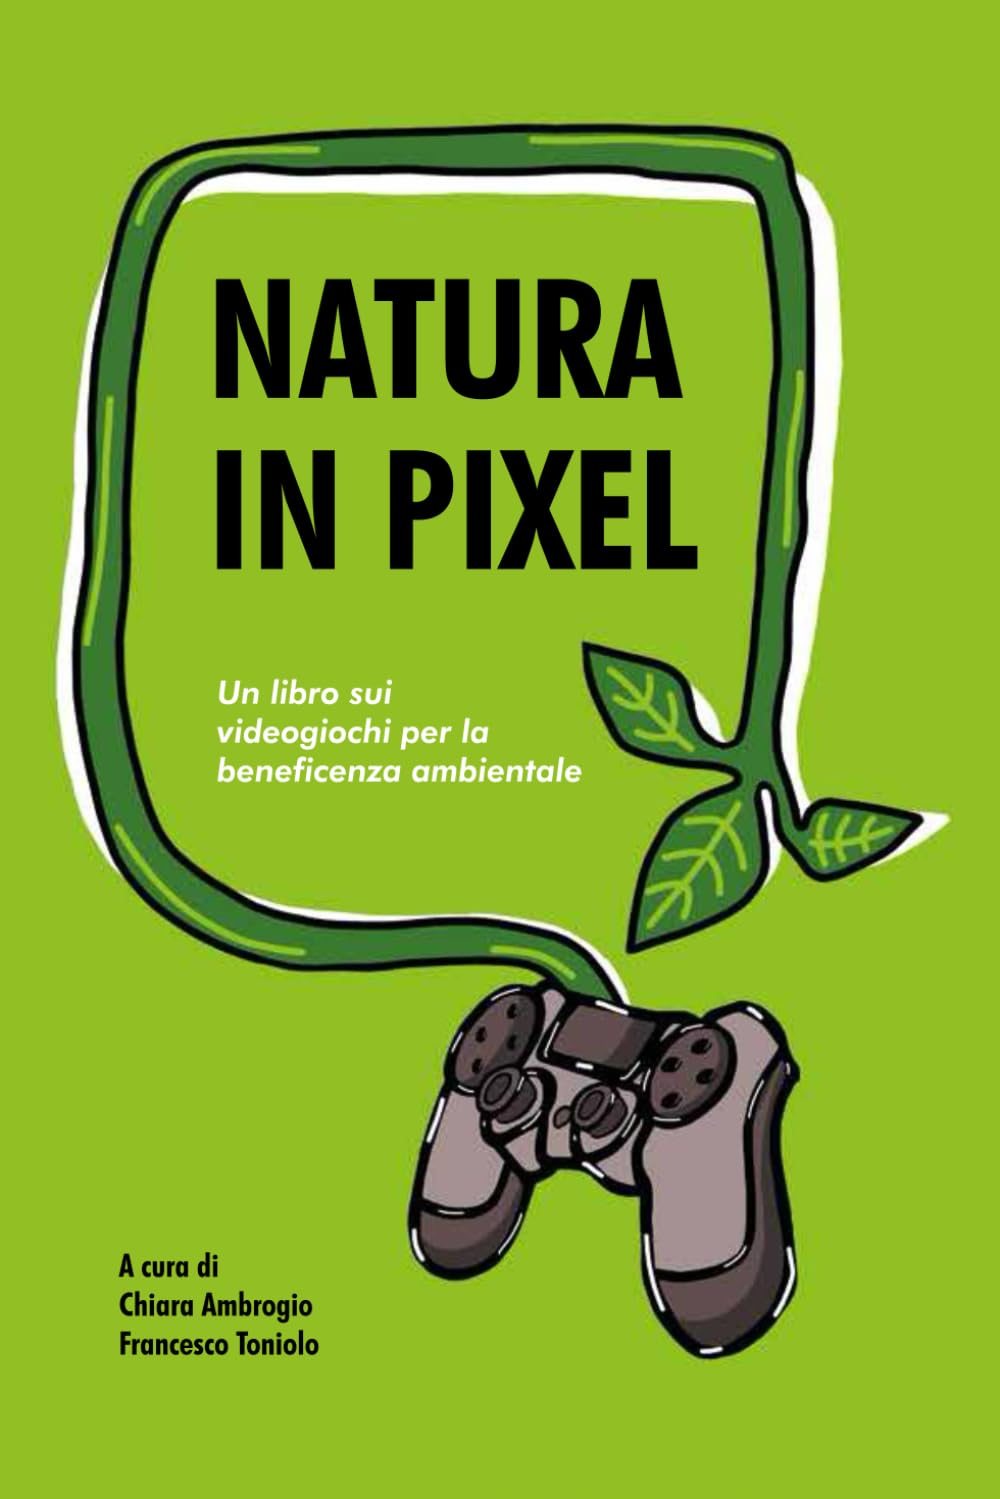 NATURA
IN PIXEL
Un libro sui
videogiochi per la
beneficenza ambientale
A cura di
Chiara Ambrogio
Francesco Toniolo